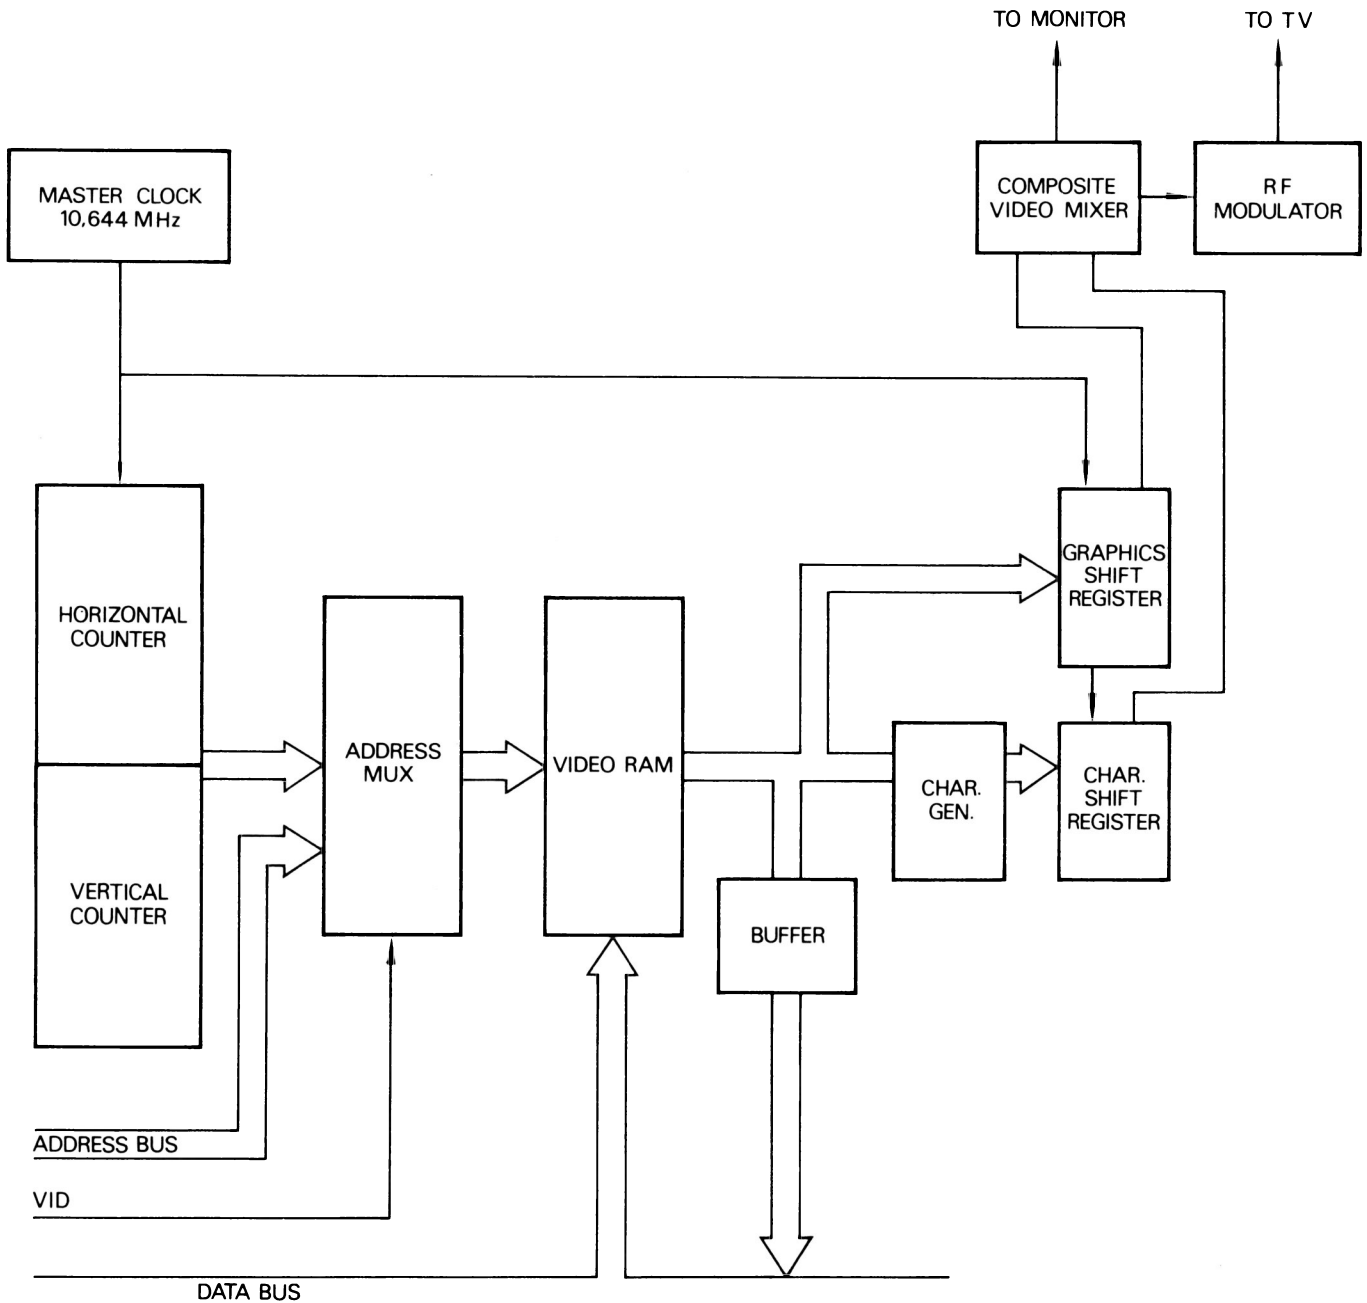 TO MONITOR
TO TV
MASTER CLOCK
10,644 MHz
COMPOSITE
VIDEO MIXER
RF
MODULATOR
HORIZONTAL
COUNTER
VERTICAL
COUNTER
ADDRESS
MUX
VIDEO RAM
GRAPHICS
SHIFT
REGISTER
CHAR.
GEN.
CHAR.
SHIFT
REGISTER
BUFFER
ADDRESS BUS
VID
DATA BUS